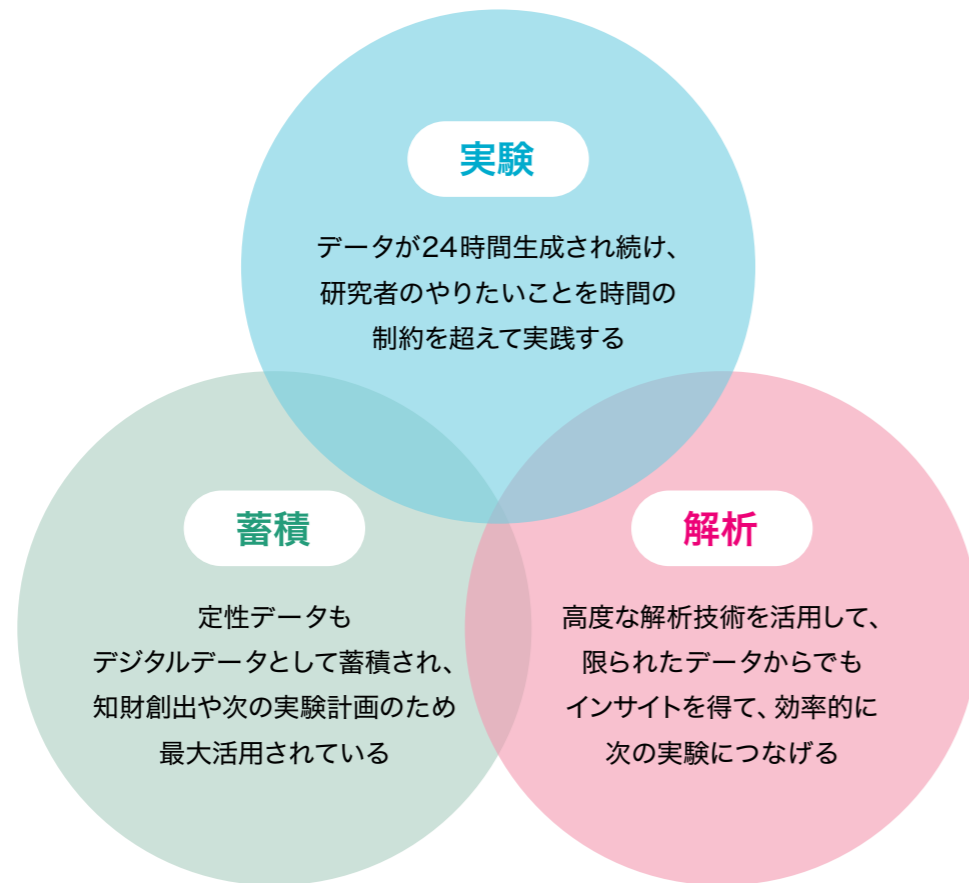 実験
データが24時間生成され続け、
研究者のやりたいことを時間の
制約を超えて実践する
蓄積
定性データも
デジタルデータとして蓄積され、
知財創出や次の実験計画のため
最大活用されている
解析
高度な解析技術を活用して、
限られたデータからでも
インサイトを得て、効率的に
次の実験につなげる